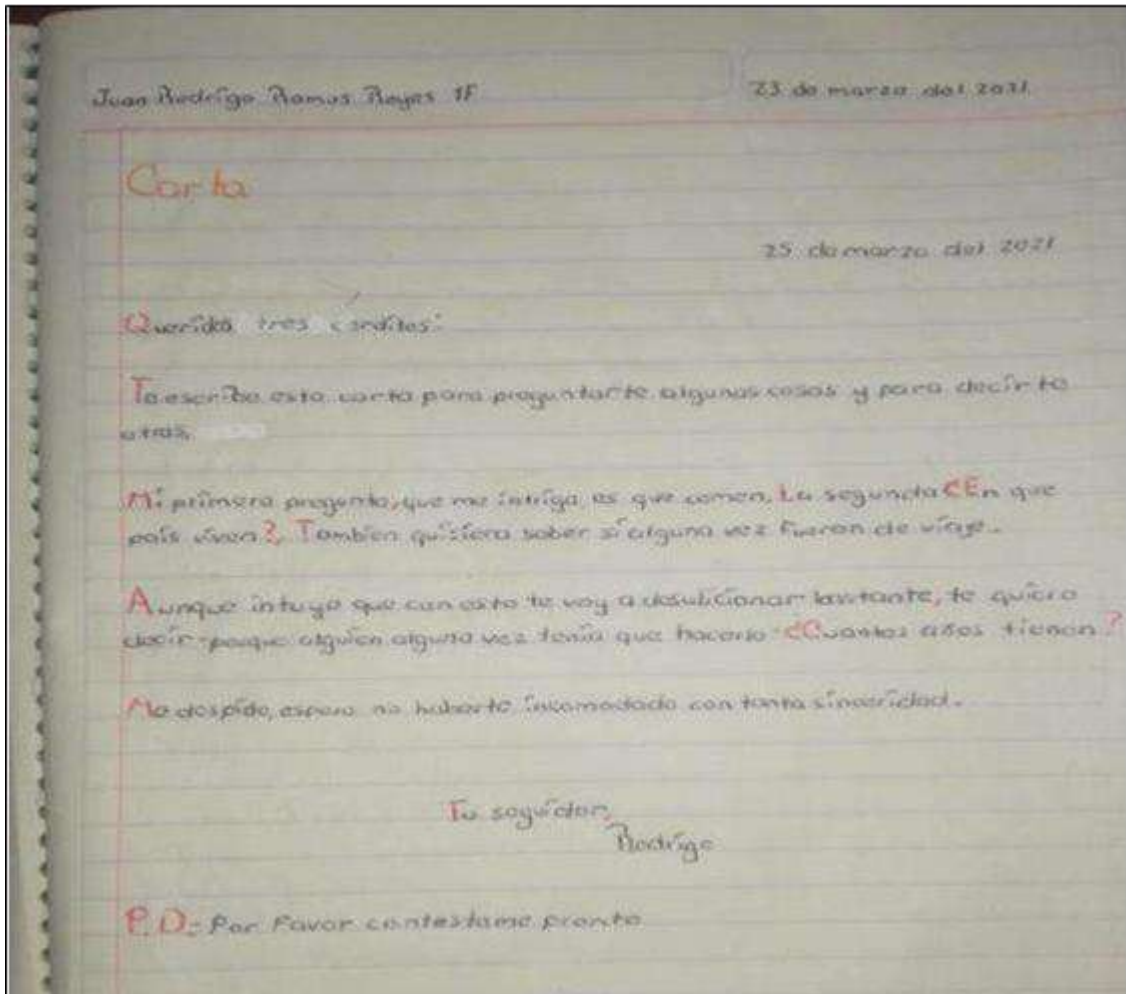 Juan Rodrigo Ramos Reyes 1F
23 de marzo del 2021
Carta
25 de marzo del 2021
Querida tres cerditos:
Te escribo esta carta para preguntarte algunas cosas y para decirte
otras.
Mi primera pregunta, que me intriga es que comen. La segunda ¿En que
país viven?, Tambien quisiera saber si alguna vez fueron de viaje.
Aunque intuyo que con esto te voy a desulicionar bastante, te quiero
decir-porque alguien alguna vez tenía que hacerlo-¿Cuantos años tienen?
Me despido, espero no haberte incomodado con tanta sinceridad.
Tu seguidor,
Rodrigo
P.D= Por Favor contestame pronto